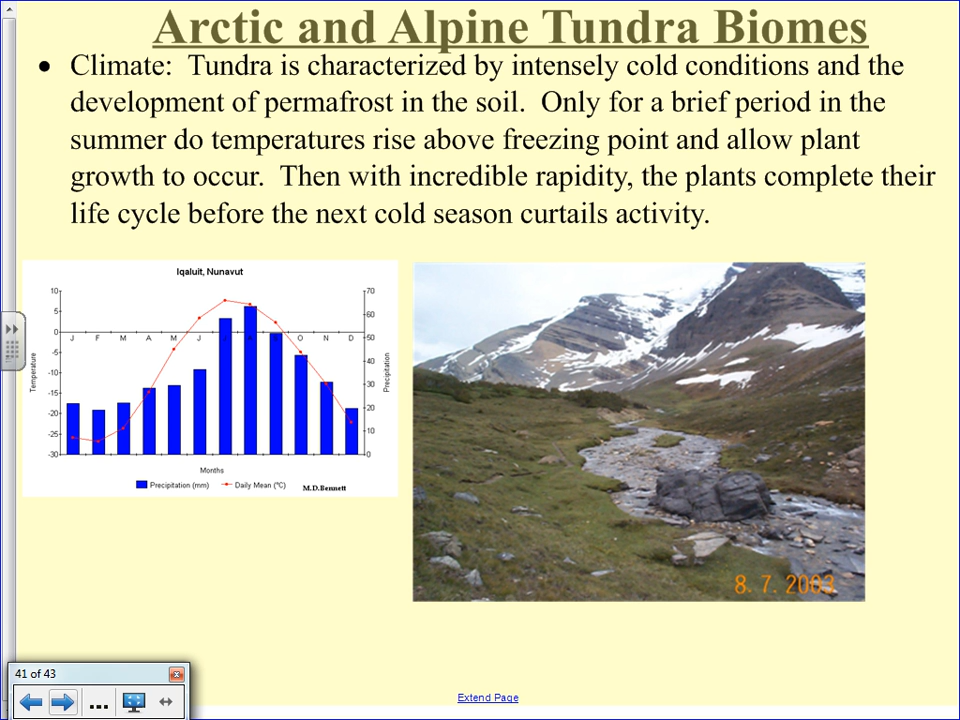 Arctic and Alpine Tundra Biomes
• Climate: Tundra is characterized by intensely cold conditions and the
development of permafrost in the soil. Only for a brief period in the
summer do temperatures rise above freezing point and allow plant
growth to occur. Then with incredible rapidity, the plants complete their
life cycle before the next cold season curtails activity.
Iqaluit, Nunavut
10
5
0
-5
-10
-15
-20
-25
-30
Temperature
J F M A M J O N D
70
60
50
40
30
20
10
0
Precipitation
Months
Precipitation (mm) Daily Mean (°C)
M.D.Bennett
8. 7. 2003
41 of 43
...
Extend Page